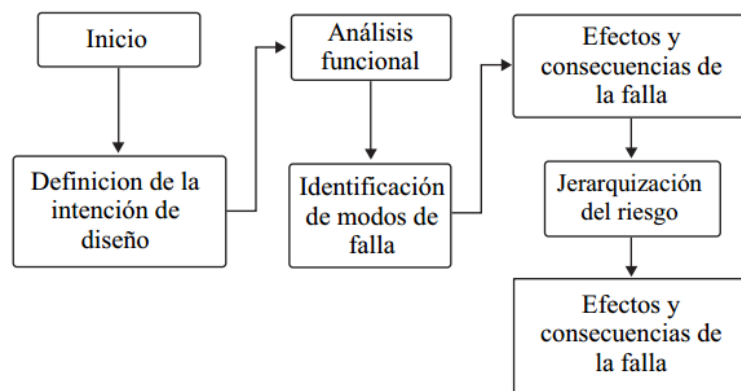 Inicio
Definicion de la
intención de
diseño
Análisis
funcional
Identificación
de modos de
falla
Efectos y
consecuencias de
la falla
Jerarquización
del riesgo
Efectos y
consecuencias de
la falla